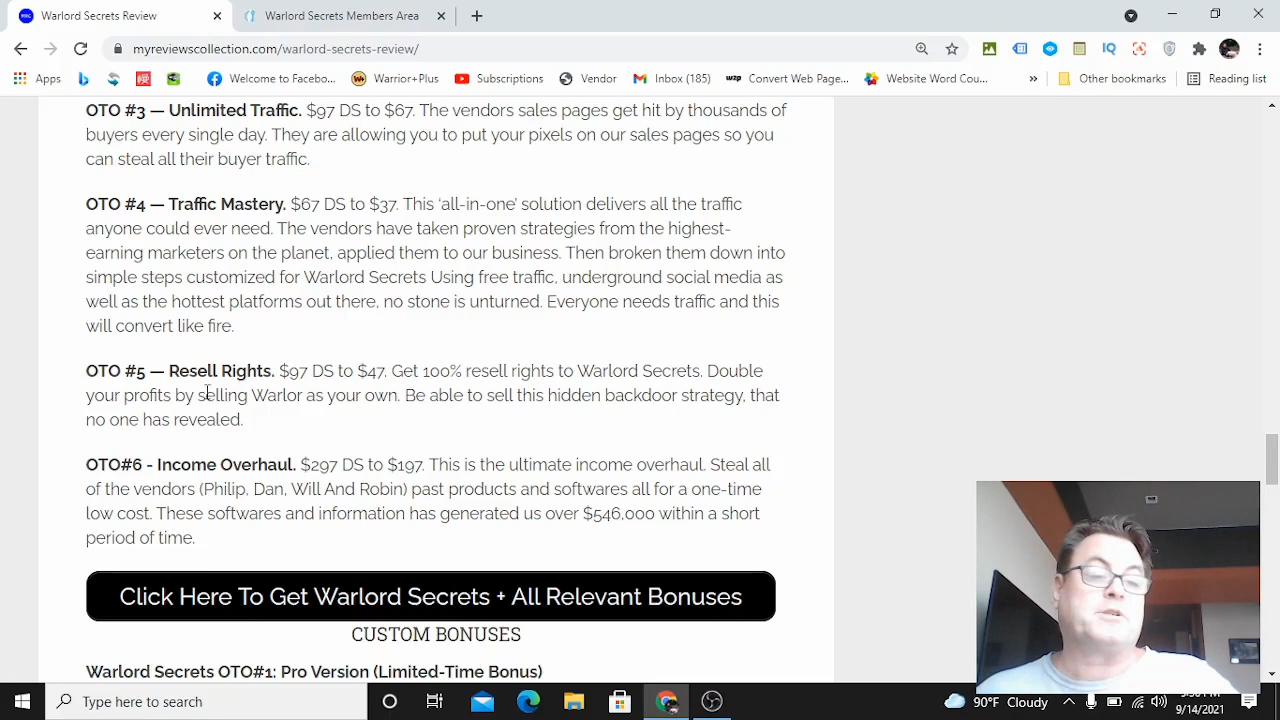 Warlord Secrets Review
Warlord Secrets Members Area
myreviewscollection.com/warlord-secrets-review/
Apps
Welcome to Facebo...
Warrior+Plus
Subscriptions
Vendor
Inbox (185)
Convert Web Page...
Website Word Cou...
»
Other bookmarks
Reading list
OTO #3 — Unlimited Traffic. $97 DS to $67. The vendors sales pages get hit by thousands of
buyers every single day. They are allowing you to put your pixels on our sales pages so you
can steal all their buyer traffic.
OTO #4 — Traffic Mastery. $67 DS to $37. This ‘all-in-one’ solution delivers all the traffic
anyone could ever need. The vendors have taken proven strategies from the highest-
earning marketers on the planet, applied them to our business. Then broken them down into
simple steps customized for Warlord Secrets Using free traffic, underground social media as
well as the hottest platforms out there, no stone is unturned. Everyone needs traffic and this
will convert like fire.
OTO #5 — Resell Rights. $97 DS to $47. Get 100% resell rights to Warlord Secrets. Double
your profits by selling Warlor as your own. Be able to sell this hidden backdoor strategy, that
no one has revealed.
OTO#6 - Income Overhaul. $297 DS to $197. This is the ultimate income overhaul. Steal all
of the vendors (Philip, Dan, Will And Robin) past products and softwares all for a one-time
low cost. These softwares and information has generated us over $546,000 within a short
period of time.
Click Here To Get Warlord Secrets + All Relevant Bonuses
CUSTOM BONUSES
Warlord Secrets OTO#1: Pro Version (Limited-Time Bonus)
Type here to search
90°F Cloudy
9/14/2021